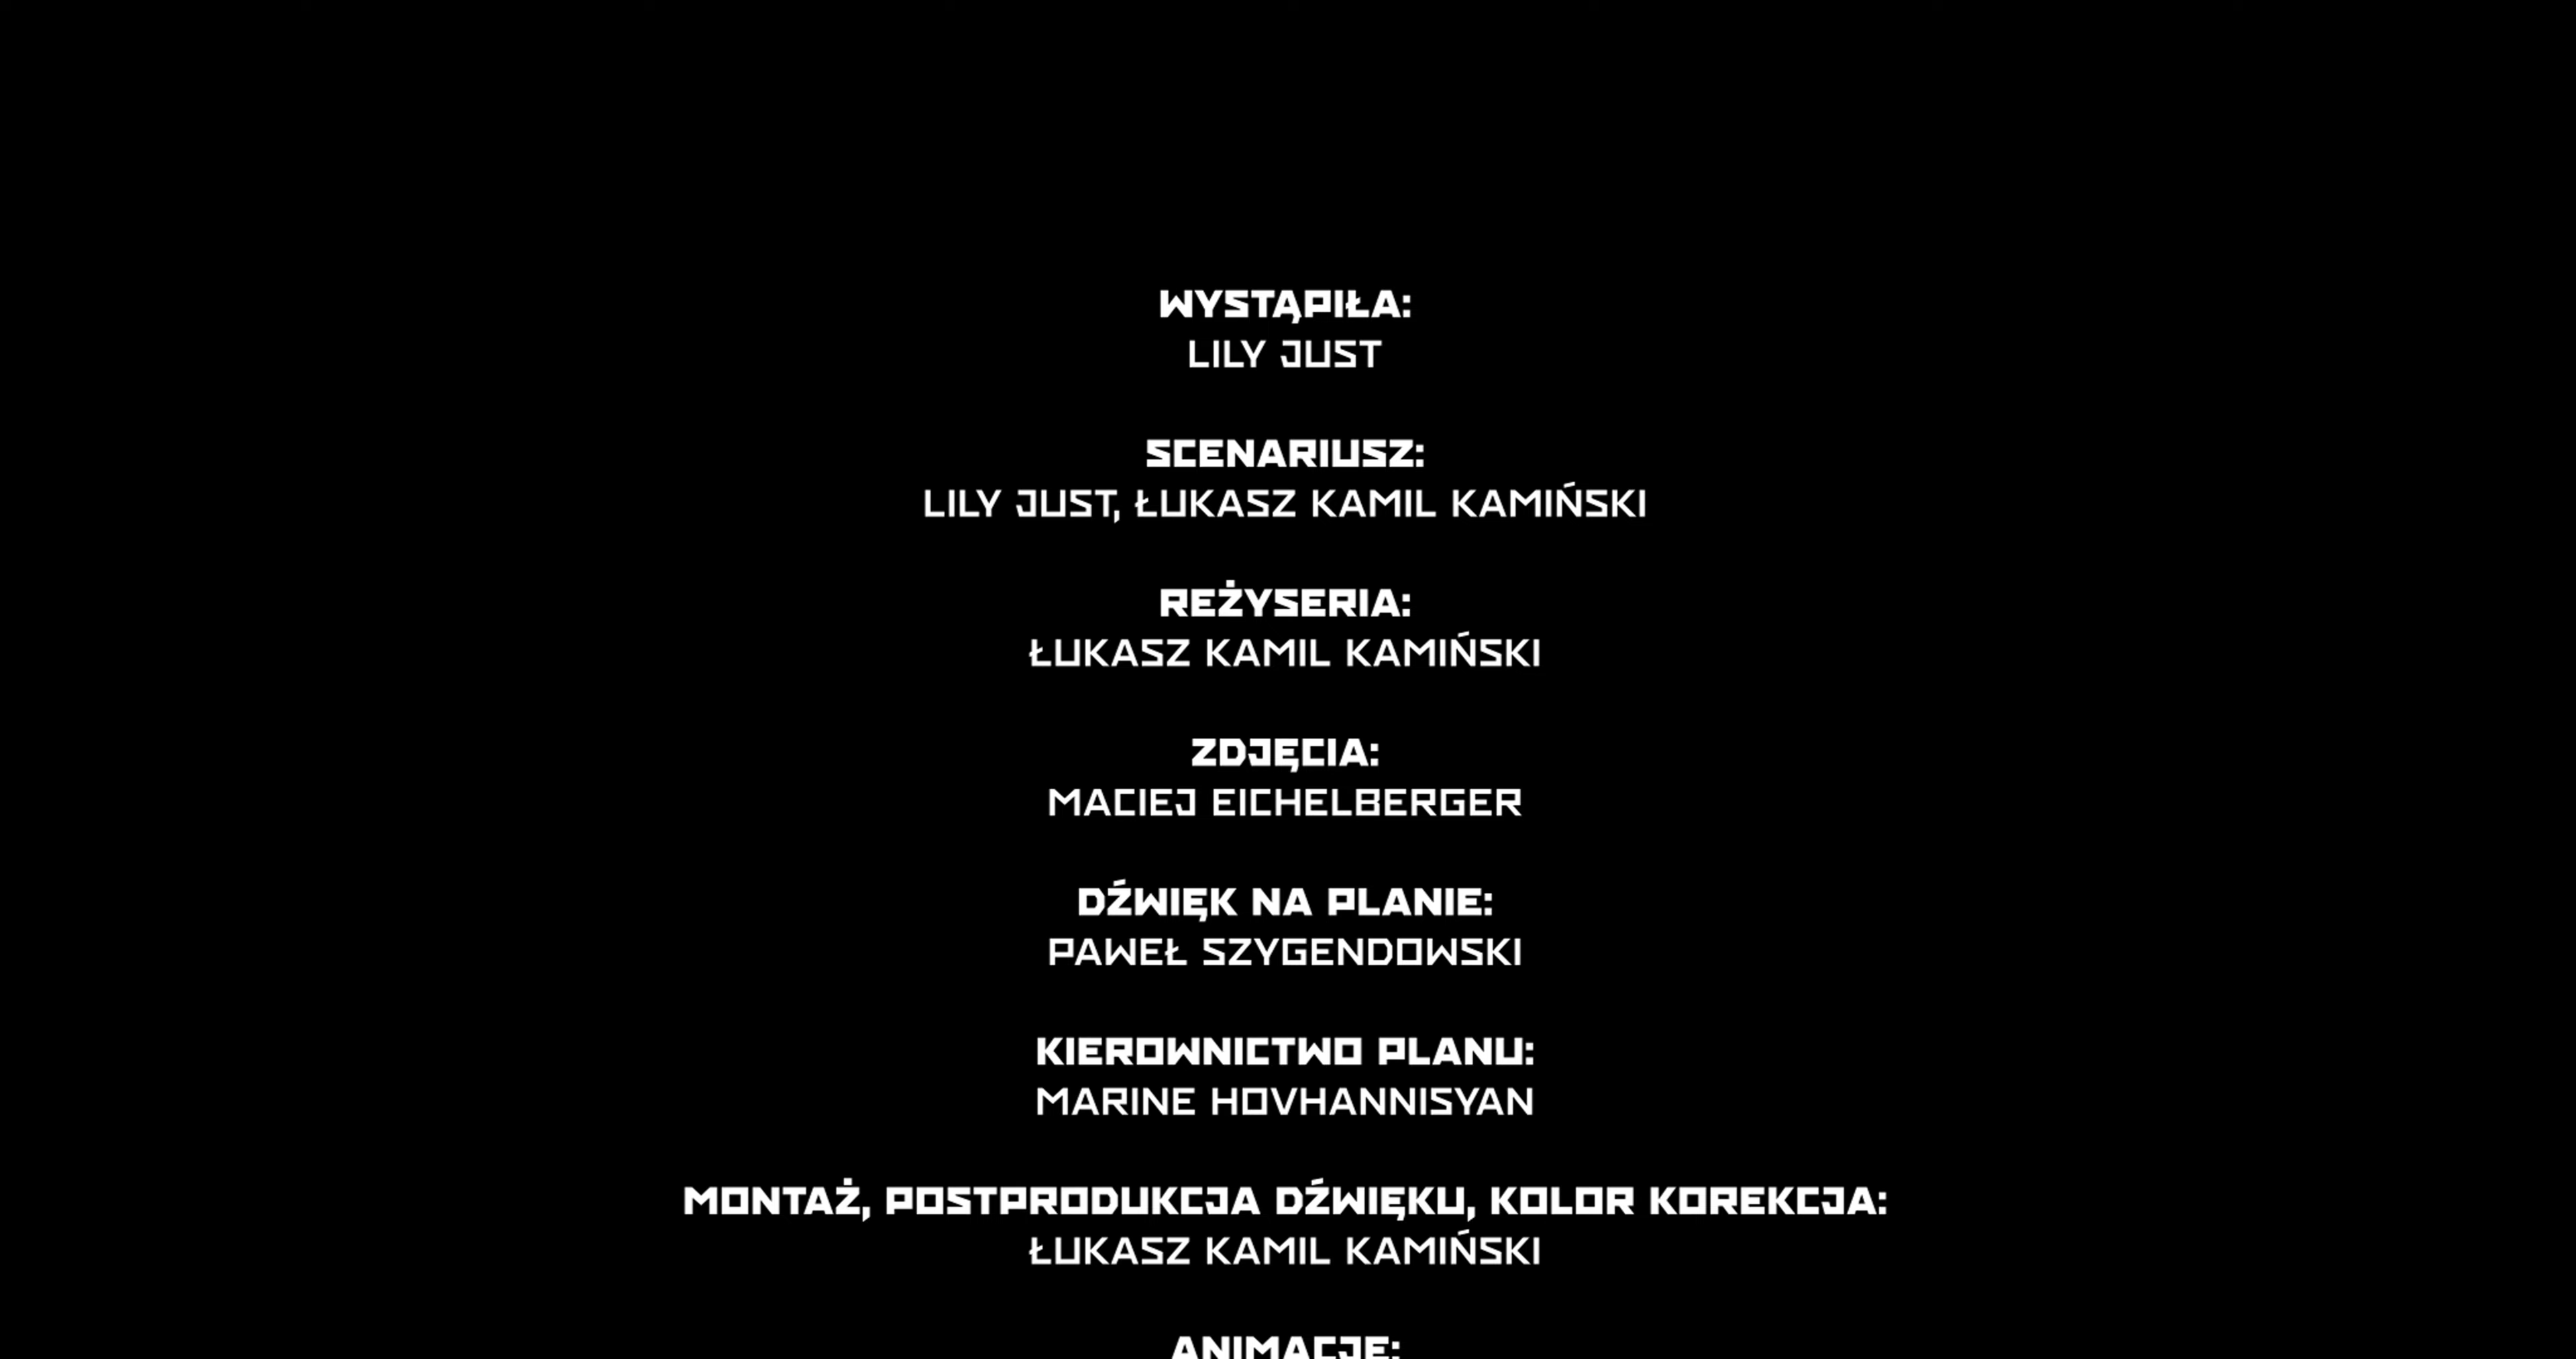 WYSTĄPIŁA:
LILY JUST
SCENARIUSZ:
LILY JUST, ŁUKASZ KAMIL KAMIŃSKI
REŻYSERIA:
ŁUKASZ KAMIL KAMIŃSKI
ZDJĘCIA:
MACIEJ EICHELBERGER
DŹWIĘK NA PLANIE:
PAWEŁ SZYGENDOWSKI
KIEROWNICTWO PLANU:
MARINE HOVHANNISYAN
MONTAŻ, POSTPRODUKCJA DŹWIĘKU, KOLOR KOREKCJA:
ŁUKASZ KAMIL KAMIŃSKI
ANIMACJE: